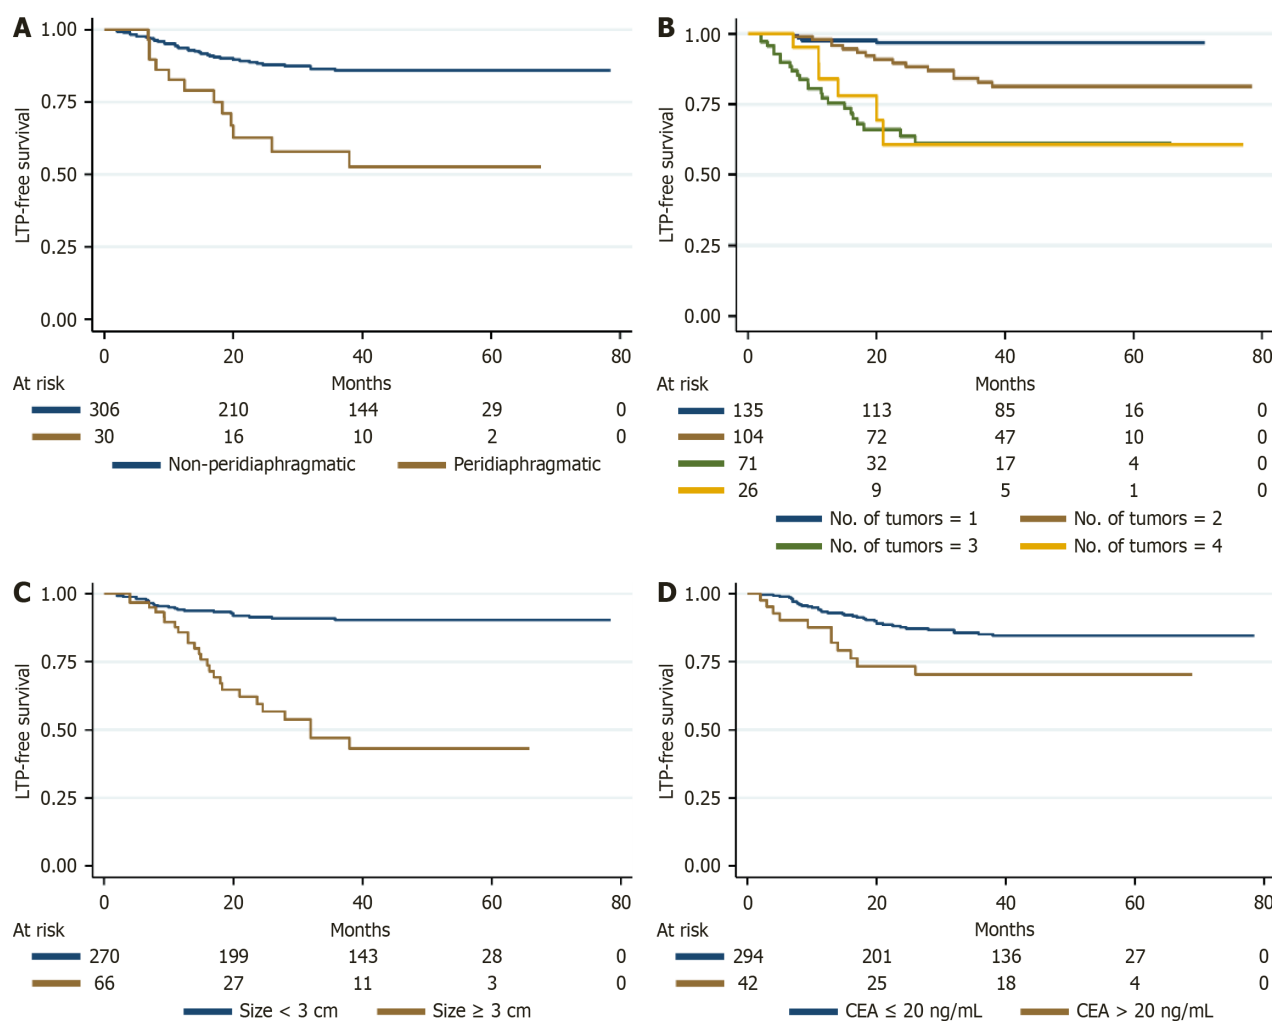 A
1.00
0.75
0.50
0.25
0.00
LTP-free survival
0 20 40 60 80
At risk Months
306 210 144 29 0
30 16 10 2 0
Non-peridiaphragmatic Peridiaphragmatic
B
1.00
0.75
0.50
0.25
0.00
LTP-free survival
0 20 40 60 80
At risk Months
135 113 85 16 0
104 72 47 10 0
71 32 17 4 0
26 9 5 1 0
No. of tumors = 1 No. of tumors = 2
No. of tumors = 3 No. of tumors = 4
C
1.00
0.75
0.50
0.25
0.00
LTP-free survival
0 20 40 60 80
At risk Months
270 199 143 28 0
66 27 11 3 0
Size < 3 cm Size ≥ 3 cm
D
1.00
0.75
0.50
0.25
0.00
LTP-free survival
0 20 40 60 80
At risk Months
294 201 136 27 0
42 25 18 4 0
CEA ≤ 20 ng/mL CEA > 20 ng/mL